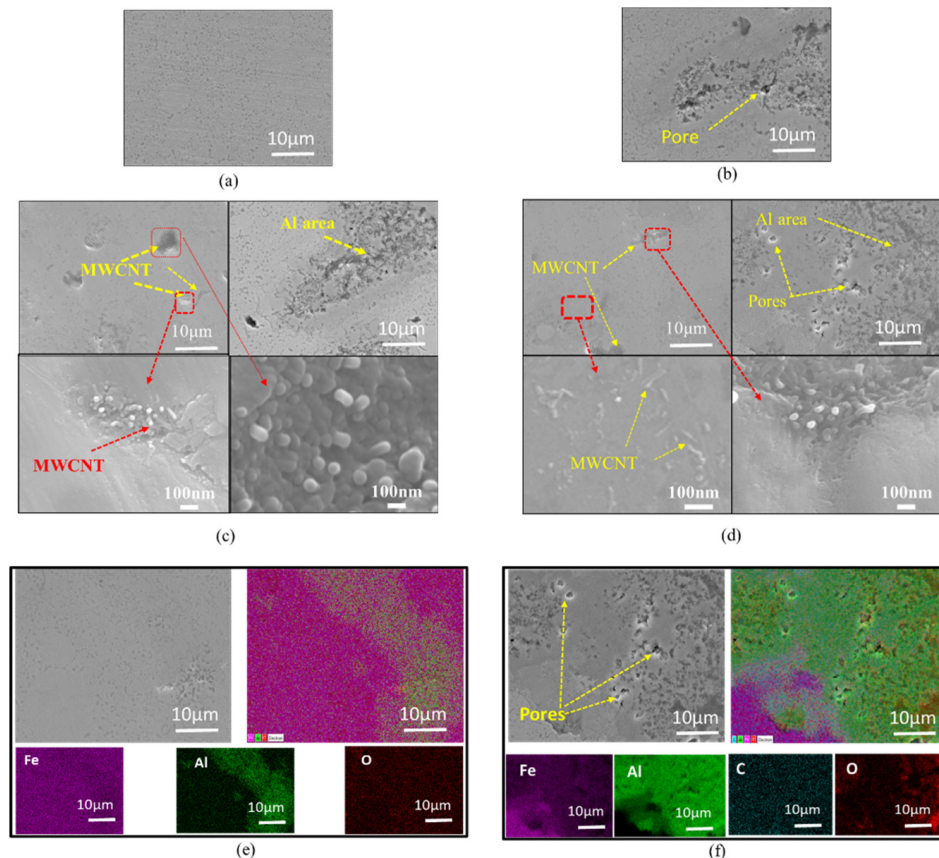 10μm
(a)
Pore
10μm
(b)
MWCNT
10μm
Al area
10μm
MWCNT
100nm
100nm
(c)
MWCNT
10μm
Al area
Pores
10μm
MWCNT
100nm
100nm
(d)
10μm
10μm
Fe
10μm
Al
10μm
O
10μm
(e)
Pores
10μm
10μm
Fe
10μm
Al
10μm
C
10μm
O
10μm
(f)